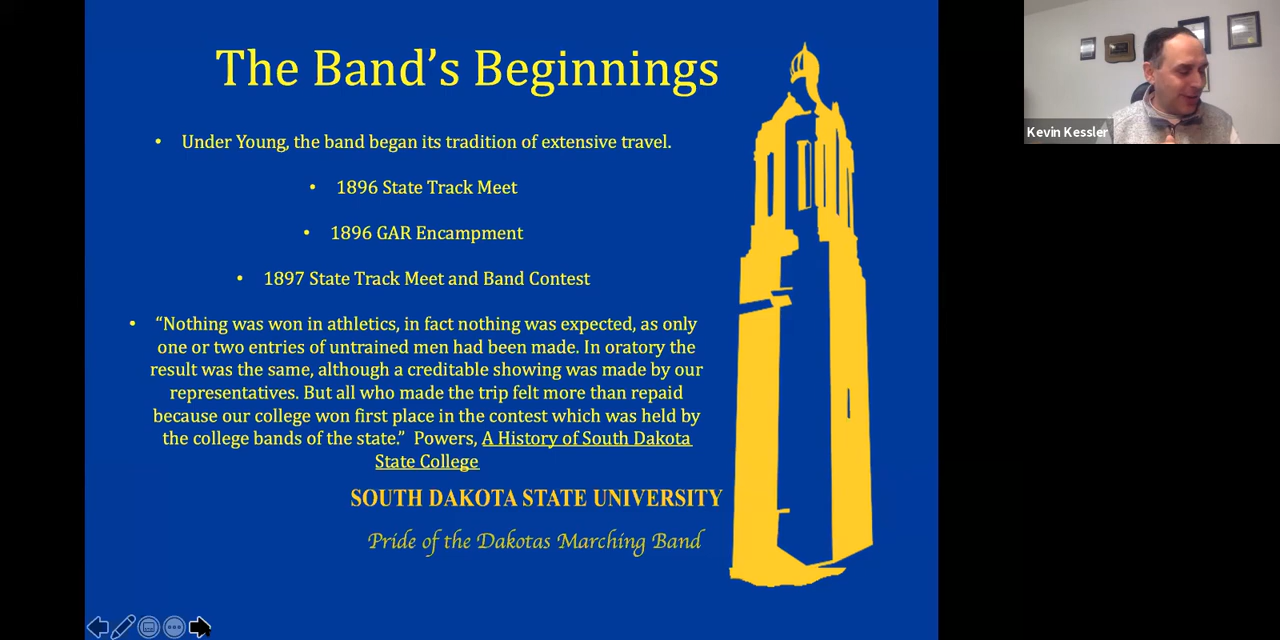 The Band’s Beginnings
• Under Young, the band began its tradition of extensive travel.
• 1896 State Track Meet
• 1896 GAR Encampment
• 1897 State Track Meet and Band Contest
• “Nothing was won in athletics, in fact nothing was expected, as only
one or two entries of untrained men had been made. In oratory the
result was the same, although a creditable showing was made by our
representatives. But all who made the trip felt more than repaid
because our college won first place in the contest which was held by
the college bands of the state.” Powers, A History of South Dakota
State College
SOUTH DAKOTA STATE UNIVERSITY
Pride of the Dakotas Marching Band
Kevin Kessler